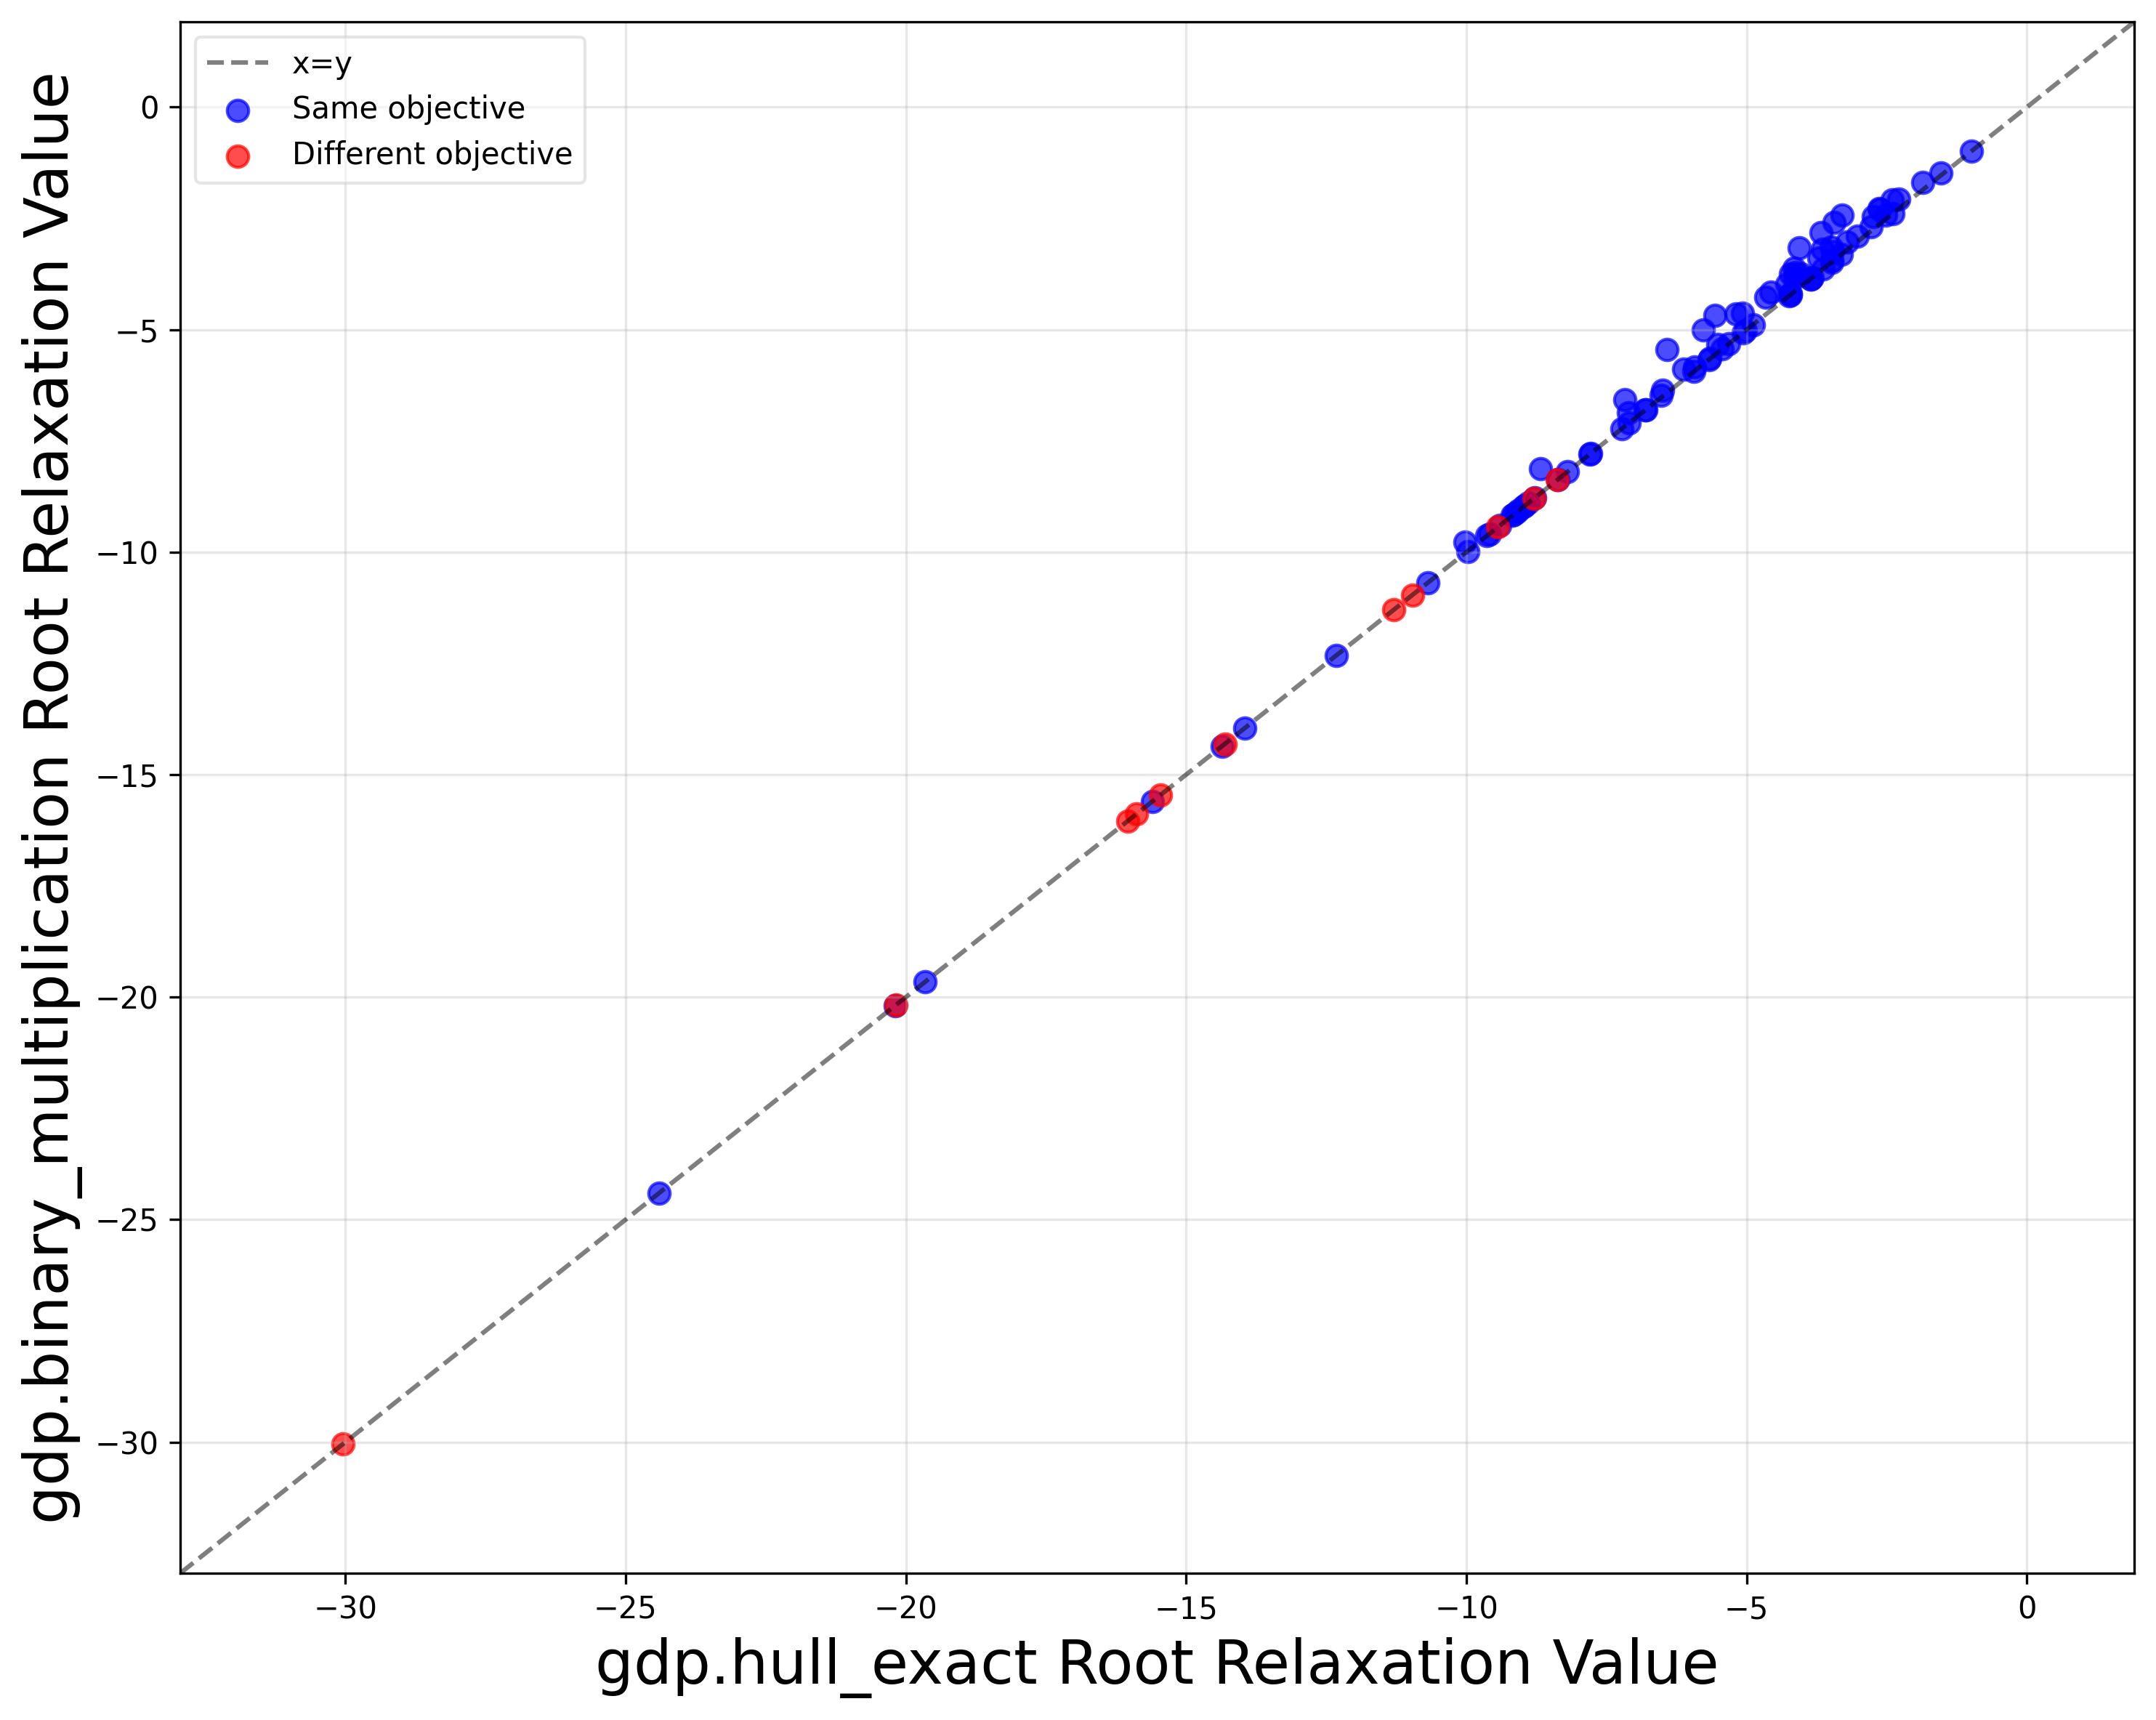 gdp.binary_multiplication Root Relaxation Value
x=y
Same objective
Different objective
0
−5
−10
−15
−20
−25
−30
−30
−25
−20
−15
−10
−5
0
gdp.hull_exact Root Relaxation Value